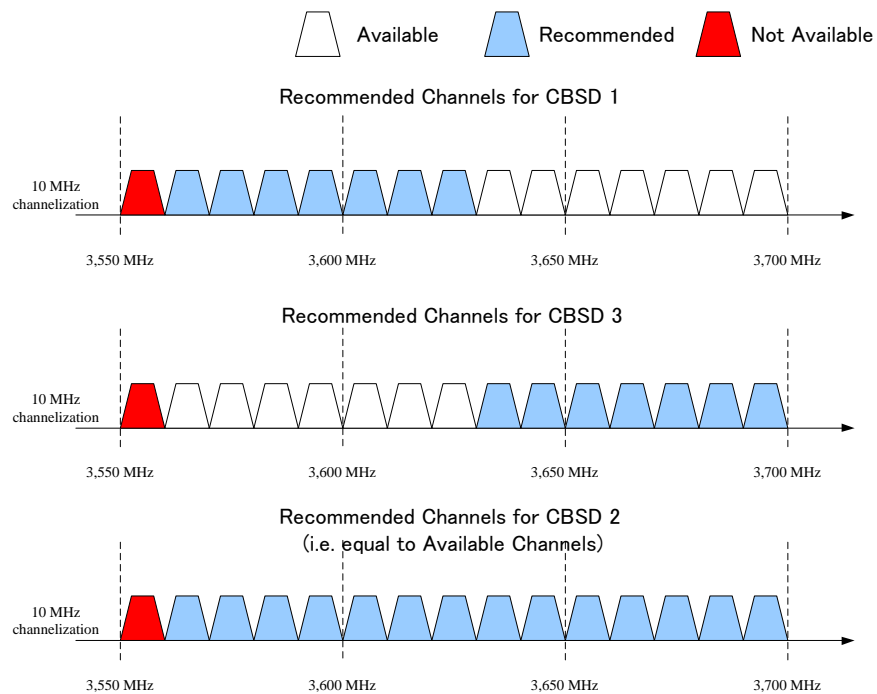 Available Recommended Not Available
Recommended Channels for CBSD 1
10 MHz
channelization
3,550 MHz 3,600 MHz 3,650 MHz 3,700 MHz
Recommended Channels for CBSD 3
10 MHz
channelization
3,550 MHz 3,600 MHz 3,650 MHz 3,700 MHz
Recommended Channels for CBSD 2
(i.e. equal to Available Channels)
10 MHz
channelization
3,550 MHz 3,600 MHz 3,650 MHz 3,700 MHz